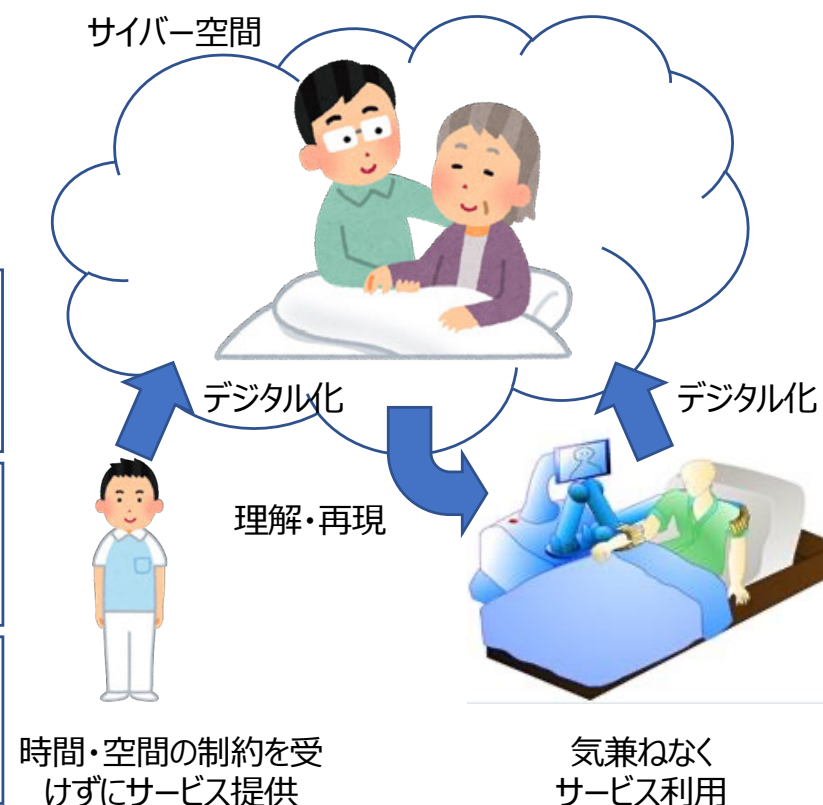 サイバー空間
デジタル化
デジタル化
理解・再現
時間・空間の制約を受
けずにサービス提供
気兼ねなく
サービス利用